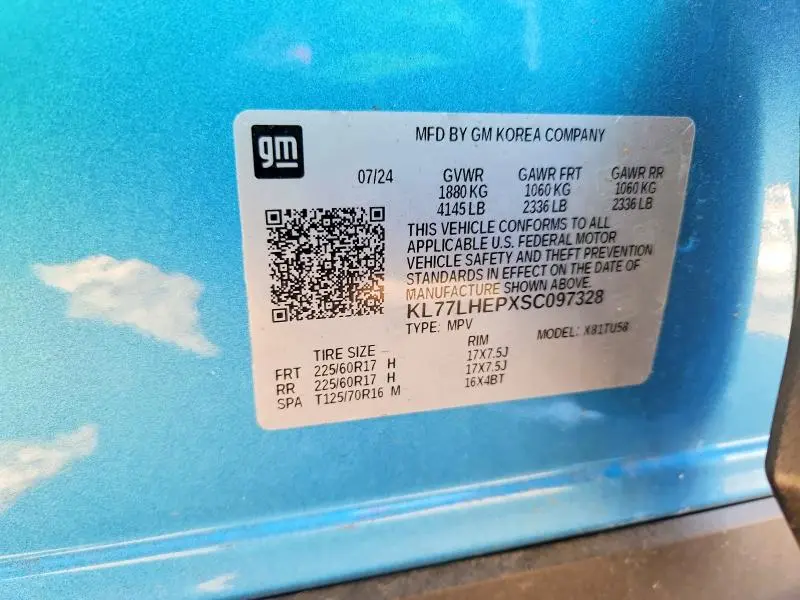 gm
MFD BY GM KOREA COMPANY
07/24 GVWR GAWR FRT GAWR RR
1880 KG 1060 KG 1060 KG
4145 LB 2336 LB 2336 LB
THIS VEHICLE CONFORMS TO ALL
APPLICABLE U.S. FEDERAL MOTOR
VEHICLE SAFETY AND THEFT PREVENTION
STANDARDS IN EFFECT ON THE DATE OF
MANUFACTURE SHOWN ABOVE.
KL77LHEPXSC097328
TYPE: MPV MODEL: X81TU58
TIRE SIZE RIM
FRT 225/60R17 H 17X7.5J
RR 225/60R17 H 17X7.5J
SPA T125/70R16 M 16X4BT